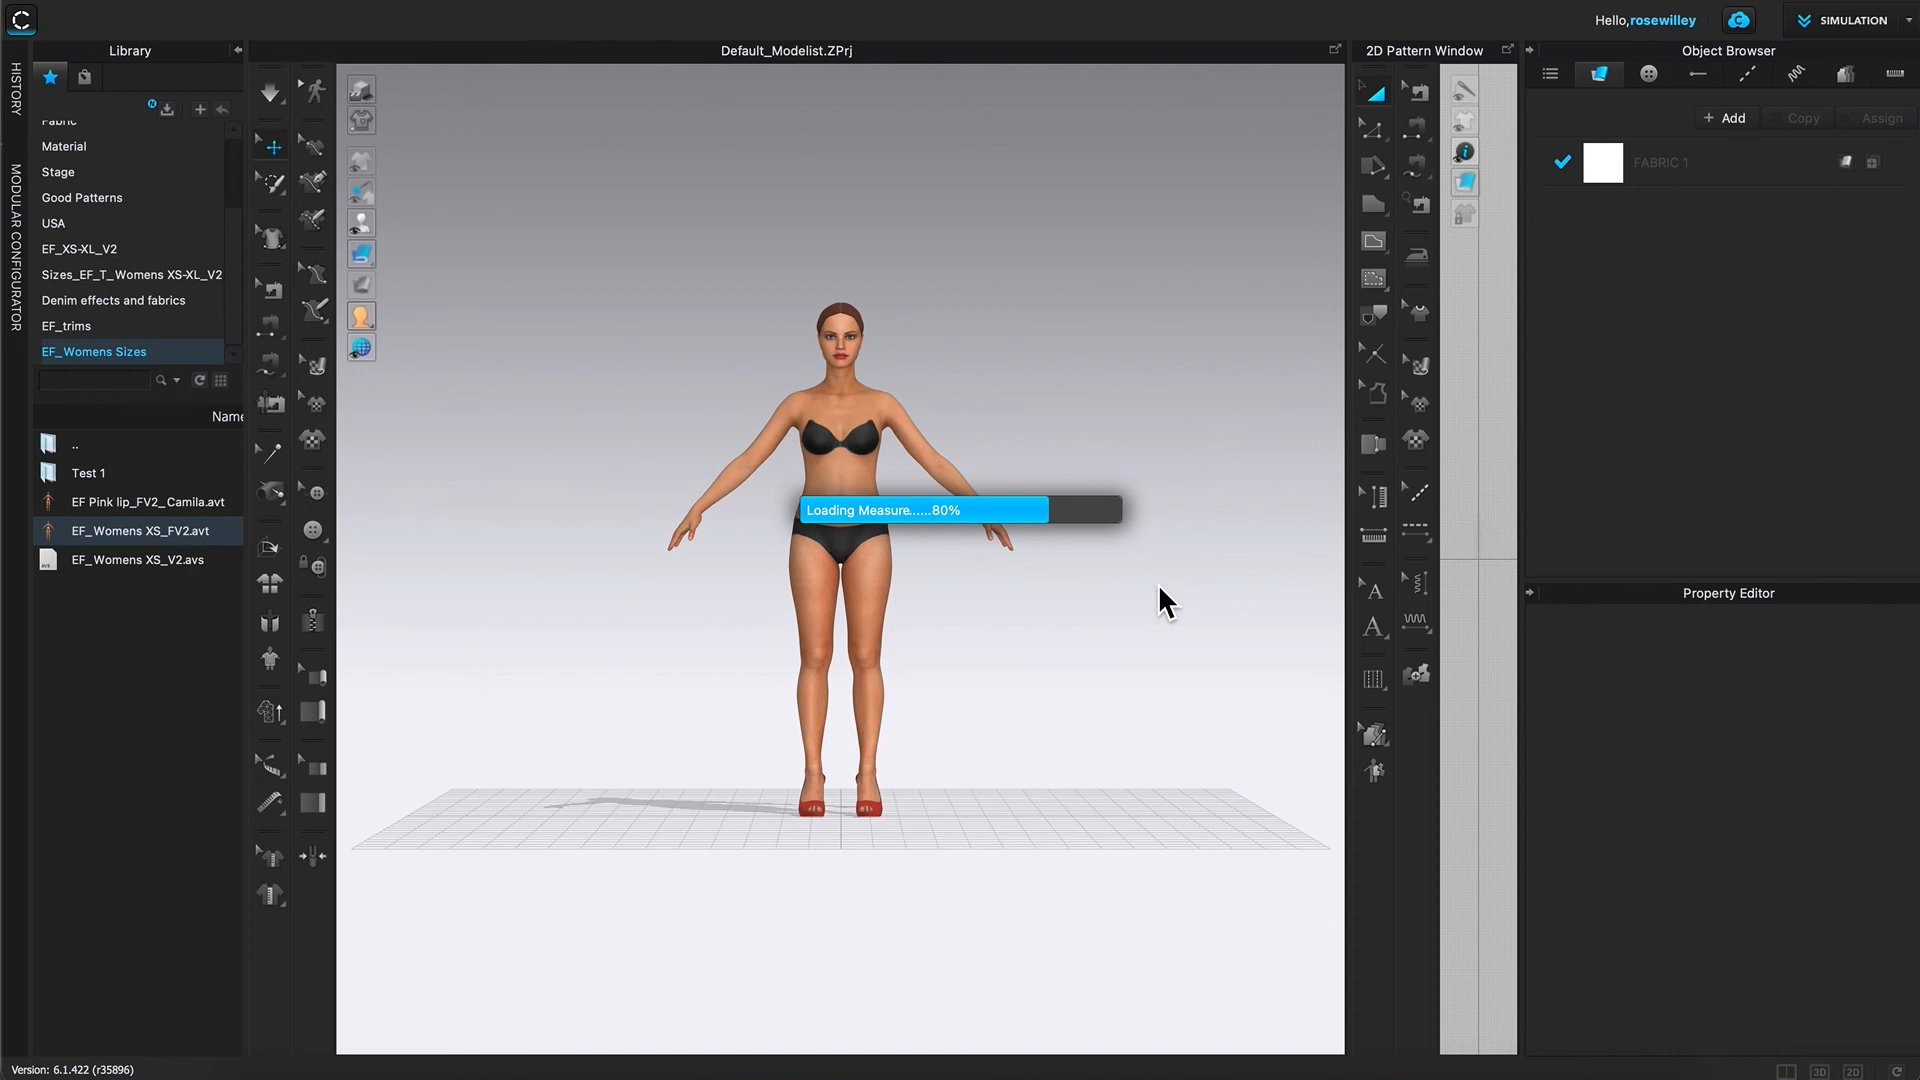 Hello,rosewilley
SIMULATION
Library
Default_Modelist.ZPrj
2D Pattern Window
Object Browser
HISTORY
MODULAR CONFIGURATOR
Fabric
Material
Stage
Good Patterns
USA
EF_XS-XL_V2
Sizes_EF_T_Womens XS-XL_V2
Denim effects and fabrics
EF_trims
EF_Womens Sizes
Name
..
Test 1
EF Pink lip_FV2_Camila.avt
EF_Womens XS_FV2.avt
EF_Womens XS_V2.avs
Loading Measure......80%
+ Add
Copy
Assign
FABRIC 1
Property Editor
Version: 6.1.422 (r35896)
3D
2D